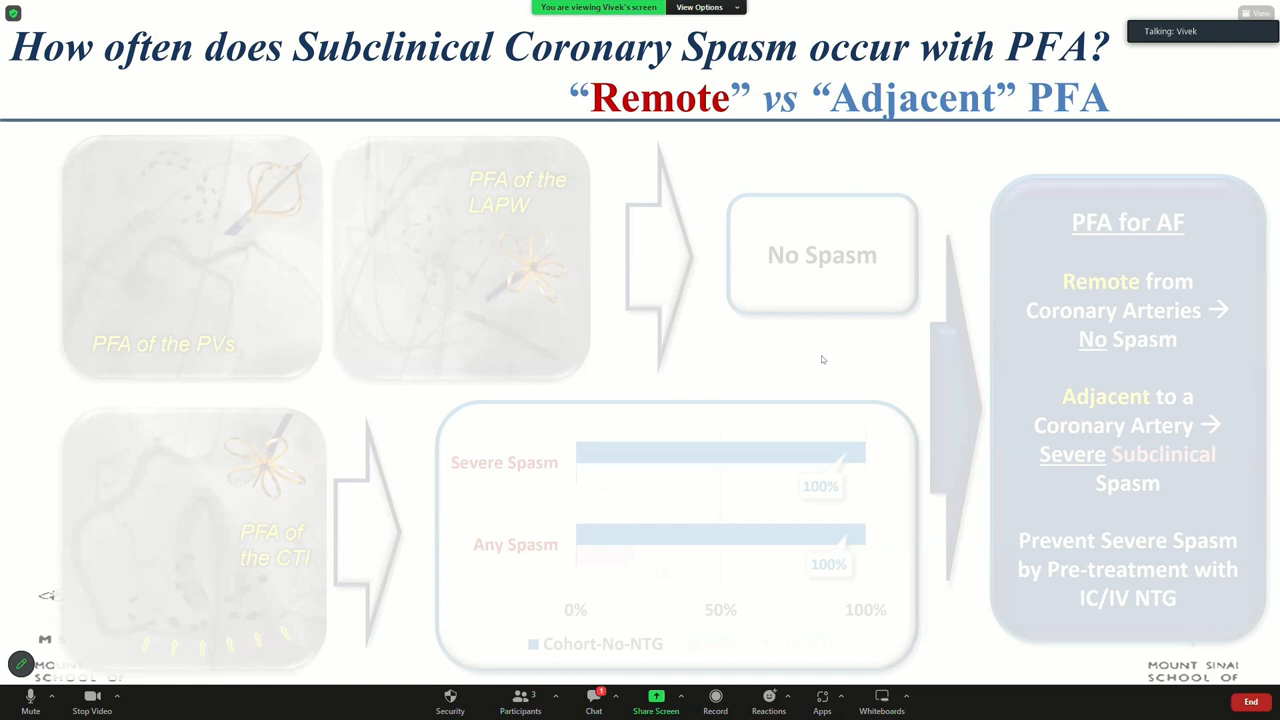 You are viewing Vivek's screen
View Options
View
Talking: Vivek
How often does Subclinical Coronary Spasm occur with PFA?
“Remote” vs “Adjacent” PFA
PFA of the PVs
PFA of the
LAPW
No Spasm
PFA of
the CTI
Severe Spasm
100%
Any Spasm
100%
0% 50% 100%
Cohort-No-NTG
PFA for AF
Remote from
Coronary Arteries →
No Spasm
Adjacent to a
Coronary Artery →
Severe Subclinical
Spasm
Prevent Severe Spasm
by Pre-treatment with
IC/IV NTG
MOUNT SINAI
SCHOOL OF
Mute
Stop Video
Security
Participants
3
Chat
1
Share Screen
Record
Reactions
Apps
Whiteboards
End